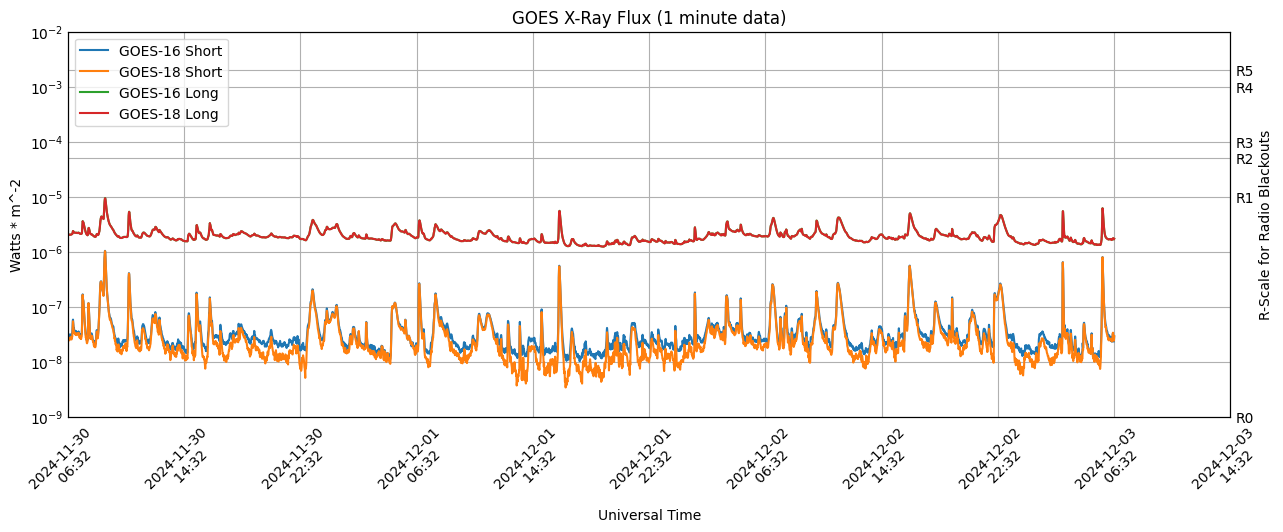 GOES X-Ray Flux (1 minute data)
GOES-16 Short
GOES-18 Short
GOES-16 Long
GOES-18 Long
10^-2
10^-3
10^-4
10^-5
10^-6
10^-7
10^-8
10^-9
Watts * m^-2
R5
R4
R3
R2
R1
R0
R-Scale for Radio Blackouts
2024-11-30
06:32
2024-11-30
14:32
2024-11-30
22:32
2024-12-01
06:32
2024-12-01
14:32
2024-12-01
22:32
2024-12-02
06:32
2024-12-02
14:32
2024-12-02
22:32
2024-12-03
06:32
2024-12-03
14:32
Universal Time